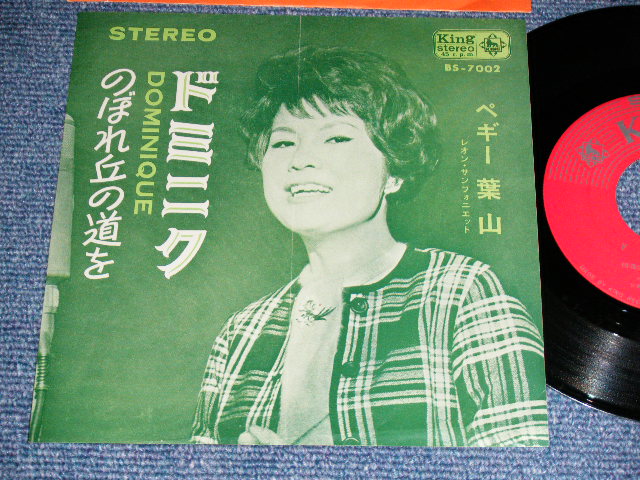 STEREO
King
stereo
45 r.p.m
BS-7002
ドミニク
DOMINIQUE
のぼれ丘の道を
ペギー葉山
レオン・サンフォニエット